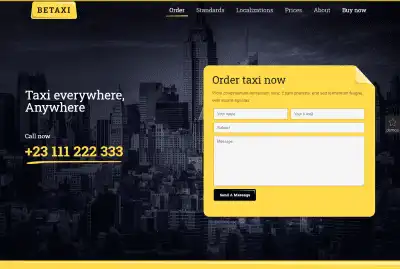 BETAXI
Order Standards Localizations Prices About Buy now
Taxi everywhere,
Anywhere
Call now
+23 111 222 333
Order taxi now
Your name
Your e-mail
Subject
Message
Send A Message